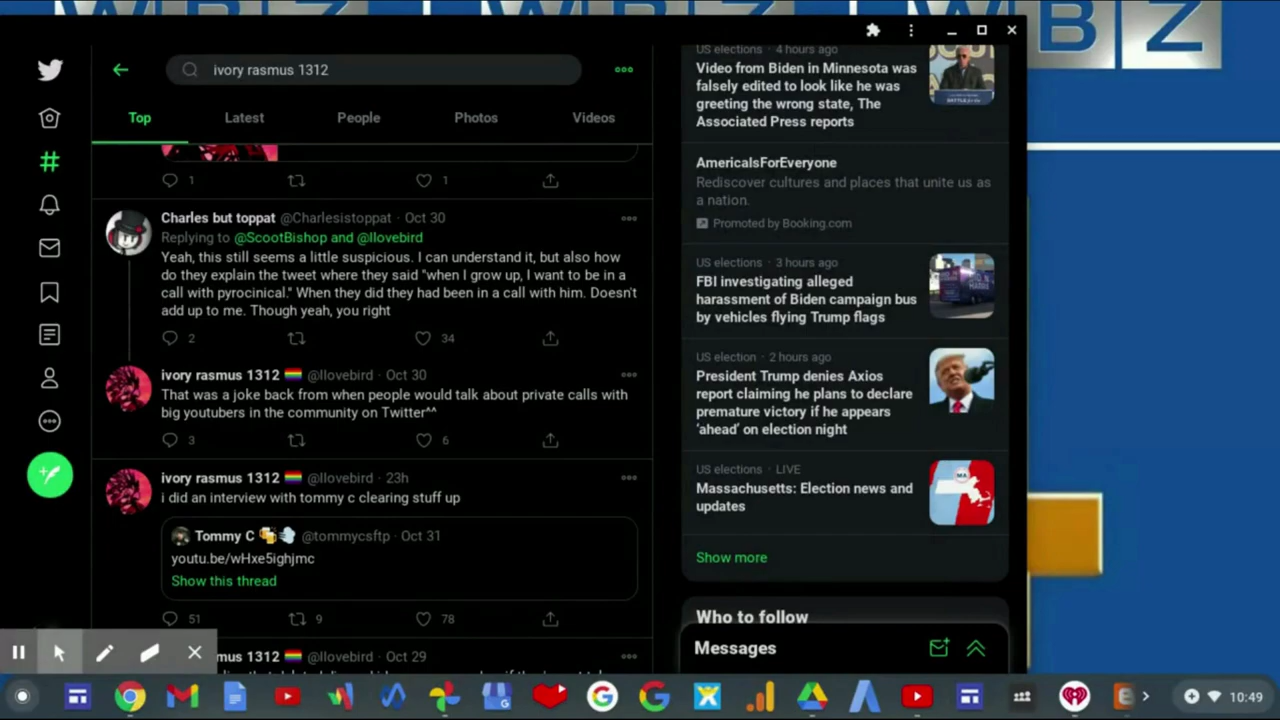 WBZ
ivory rasmus 1312
Top
Latest
People
Photos
Videos
1
1
Charles but toppat @Charlesistoppat · Oct 30
Replying to @ScootBishop and @Ilovebird
Yeah, this still seems a little suspicious. I can understand it, but also how
do they explain the tweet where they said "when I grow up, I want to be in a
call with pyrocinical." When they did they had been in a call with him. Doesn't
add up to me. Though yeah, you right
2
34
ivory rasmus 1312 @Ilovebird · Oct 30
That was a joke back from when people would talk about private calls with
big youtubers in the community on Twitter^^
3
6
ivory rasmus 1312 @Ilovebird · 23h
i did an interview with tommy c clearing stuff up
Tommy C @tommycsftp · Oct 31
youtu.be/wHxe5ighjmc
Show this thread
51
9
78
mus 1312 @Ilovebird · Oct 29
US elections · 4 hours ago
Video from Biden in Minnesota was
falsely edited to look like he was
greeting the wrong state, The
Associated Press reports
AmericaIsForEveryone
Rediscover cultures and places that unite us as
a nation.
Promoted by Booking.com
US elections · 3 hours ago
FBI investigating alleged
harassment of Biden campaign bus
by vehicles flying Trump flags
US election · 2 hours ago
President Trump denies Axios
report claiming he plans to declare
premature victory if he appears
'ahead' on election night
US elections · LIVE
Massachusetts: Election news and
updates
MA
Show more
Who to follow
Messages
10:49